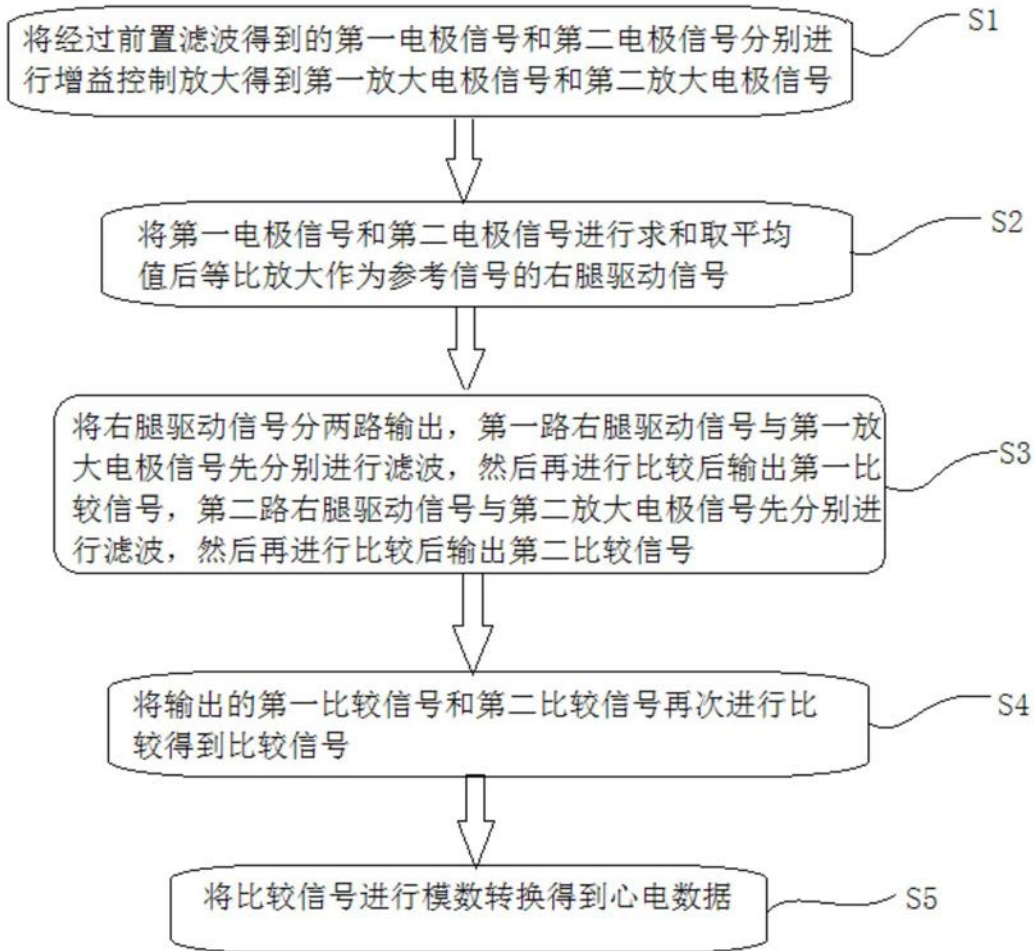 S1
将经过前置滤波得到的第一电极信号和第二电极信号分别进
行增益控制放大得到第一放大电极信号和第二放大电极信号
S2
将第一电极信号和第二电极信号进行求和取平均
值后等比放大作为参考信号的右腿驱动信号
将右腿驱动信号分两路输出，第一路右腿驱动信号与第一放
大电极信号先分别进行滤波，然后再进行比较后输出第一比
S3
较信号，第二路右腿驱动信号与第二放大电极信号先分别进
行滤波，然后再进行比较后输出第二比较信号
将输出的第一比较信号和第二比较信号再次进行比
S4
较得到比较信号
将比较信号进行模数转换得到心电数据
S5